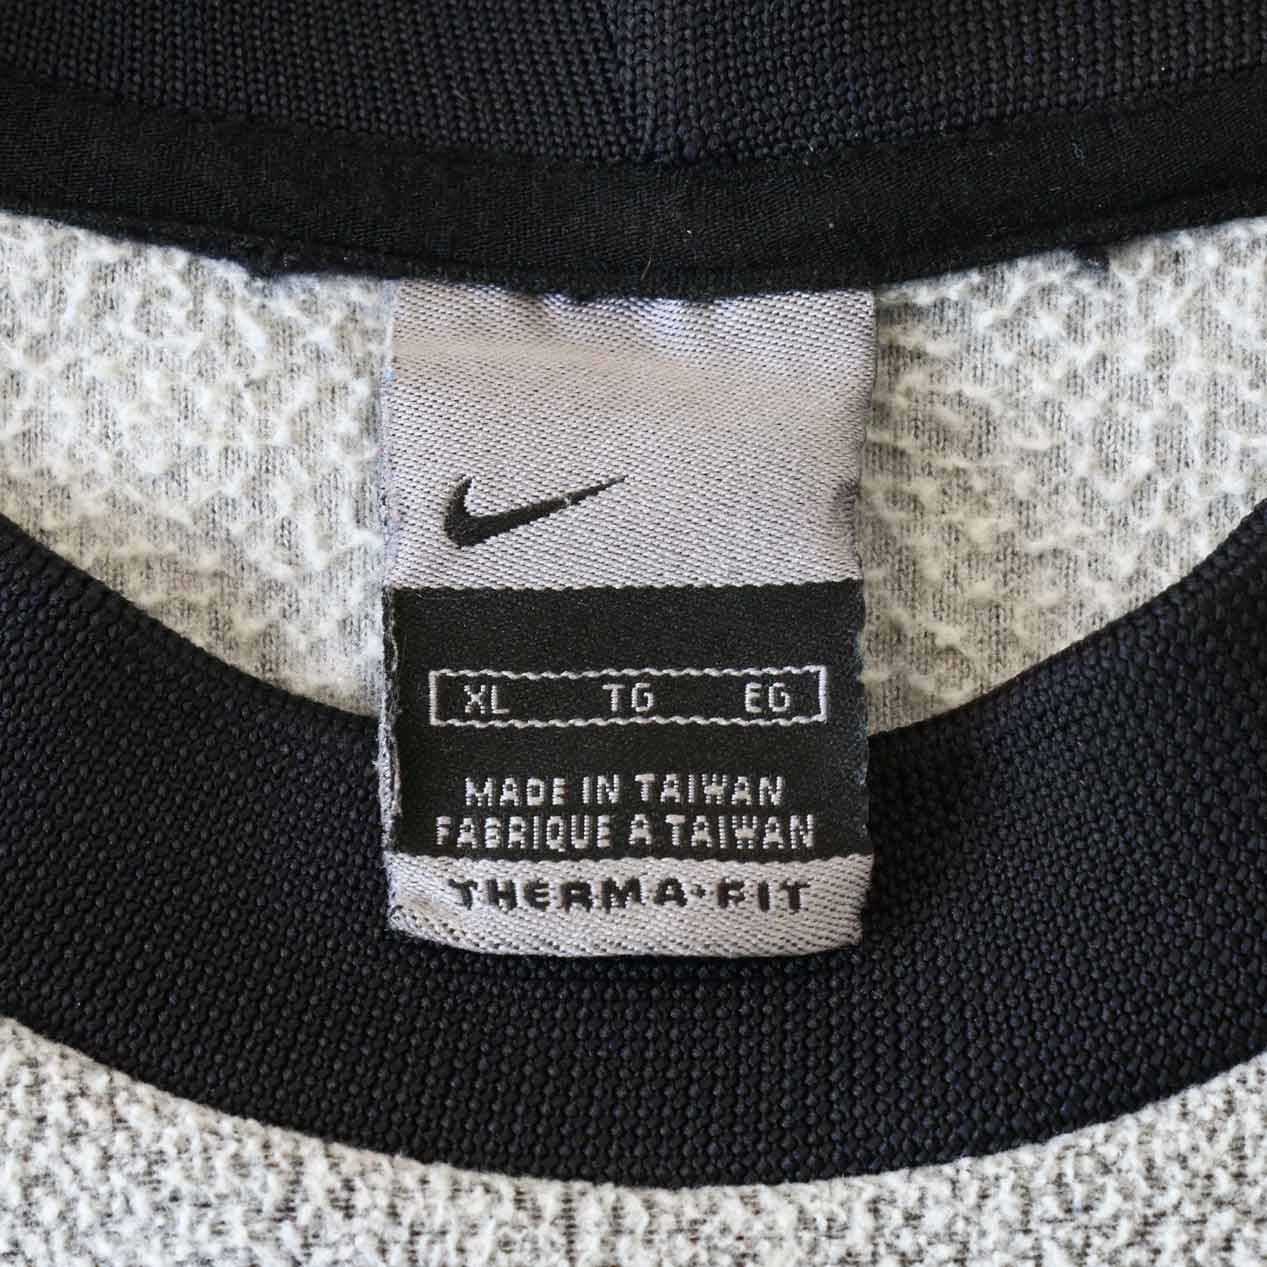 XL TG EG
MADE IN TAIWAN
FABRIQUE A TAIWAN
THERMA·FIT